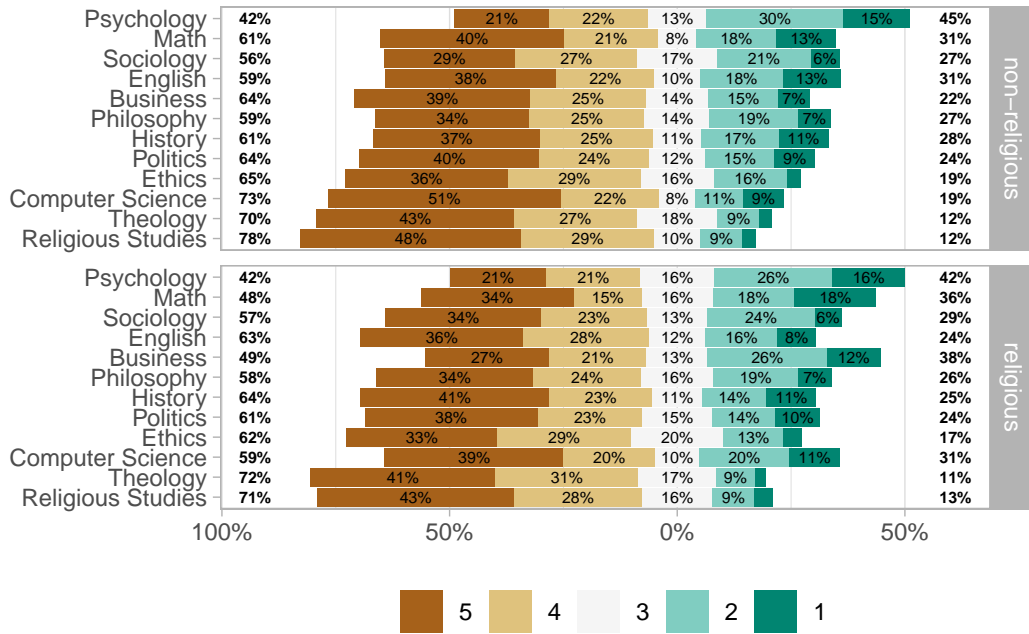 Psychology 42% 21% 22% 13% 30% 15% 45%
Math 61% 40% 21% 8% 18% 13% 31%
Sociology 56% 29% 27% 17% 21% 6% 27%
English 59% 38% 22% 10% 18% 13% 31%
Business 64% 39% 25% 14% 15% 7% 22%
Philosophy 59% 34% 25% 14% 19% 7% 27%
History 61% 37% 25% 11% 17% 11% 28%
Politics 64% 40% 24% 12% 15% 9% 24%
Ethics 65% 36% 29% 16% 16% 19%
Computer Science 73% 51% 22% 8% 11% 9% 19%
Theology 70% 43% 27% 18% 9% 12%
Religious Studies 78% 48% 29% 10% 9% 12%
non−religious
Psychology 42% 21% 21% 16% 26% 16% 42%
Math 48% 34% 15% 16% 18% 18% 36%
Sociology 57% 34% 23% 13% 24% 6% 29%
English 63% 36% 28% 12% 16% 8% 24%
Business 49% 27% 21% 13% 26% 12% 38%
Philosophy 58% 34% 24% 16% 19% 7% 26%
History 64% 41% 23% 11% 14% 11% 25%
Politics 61% 38% 23% 15% 14% 10% 24%
Ethics 62% 33% 29% 20% 13% 17%
Computer Science 59% 39% 20% 10% 20% 11% 31%
Theology 72% 41% 31% 17% 9% 11%
Religious Studies 71% 43% 28% 16% 9% 13%
religious
100% 50% 0% 50%
5 4 3 2 1